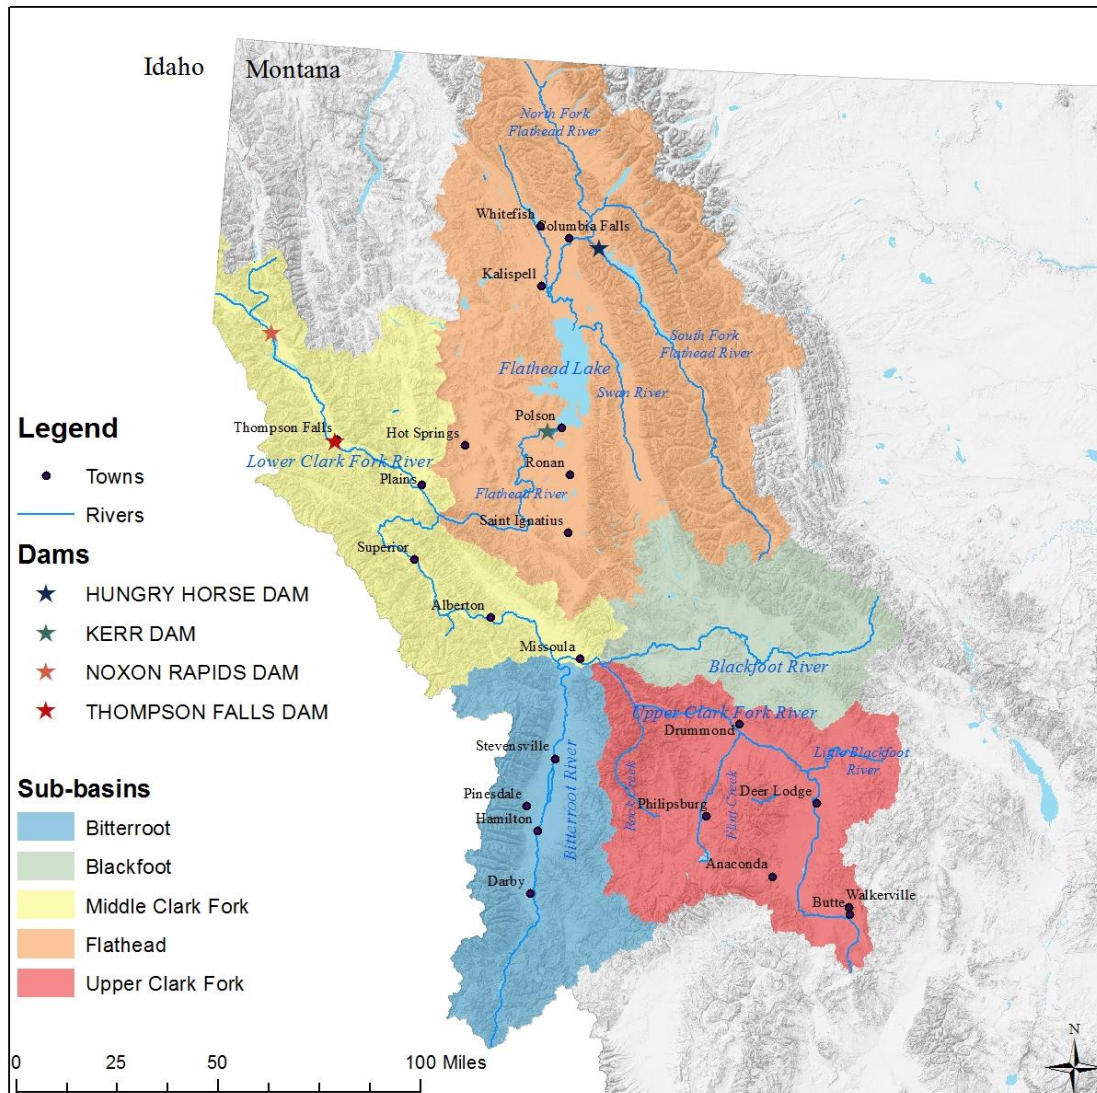 Idaho
Montana
North Fork
Flathead River
Whitefish
Columbia Falls
Kalispell
South Fork
Flathead River
Flathead Lake
Swan River
Polson
Thompson Falls
Hot Springs
Lower Clark Fork River
Ronan
Plains
Flathead River
Saint Ignatius
Superior
Alberton
Missoula
Blackfoot River
Upper Clark Fork River
Drummond
Little Blackfoot
River
Stevensville
Bitterroot River
Rock Creek
Flint Creek
Pinesdale
Hamilton
Philipsburg
Deer Lodge
Anaconda
Darby
Butte
Walkerville
Legend
Towns
Rivers
Dams
HUNGRY HORSE DAM
KERR DAM
NOXON RAPIDS DAM
THOMPSON FALLS DAM
Sub-basins
Bitterroot
Blackfoot
Middle Clark Fork
Flathead
Upper Clark Fork
0 25 50 100 Miles
N